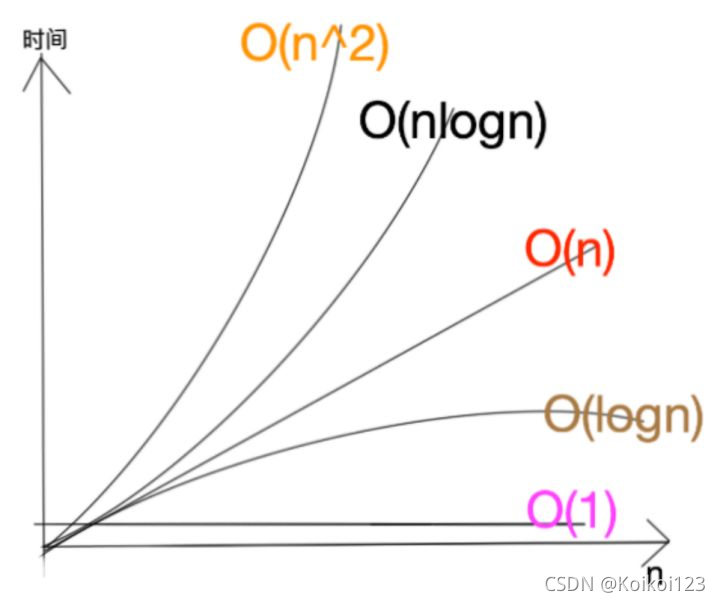 时间
O(n^2)
O(nlogn)
O(n)
O(logn)
O(1)
n
CSDN @Koikoi123